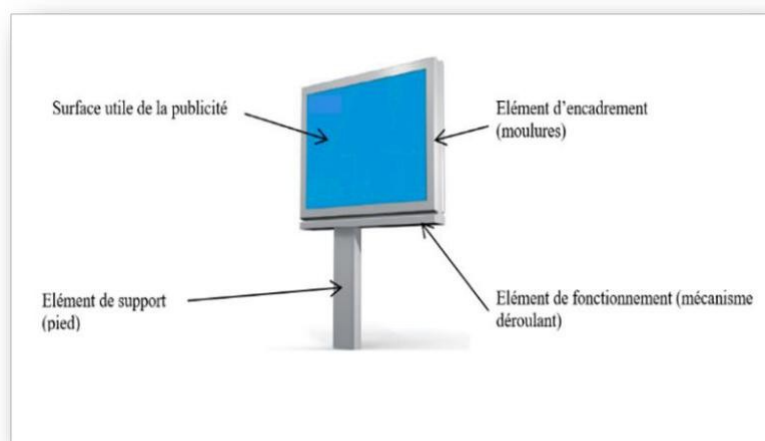 Surface utile de la publicité
Elément d'encadrement
(moulures)
Elément de support
(pied)
Elément de fonctionnement (mécanisme
déroulant)